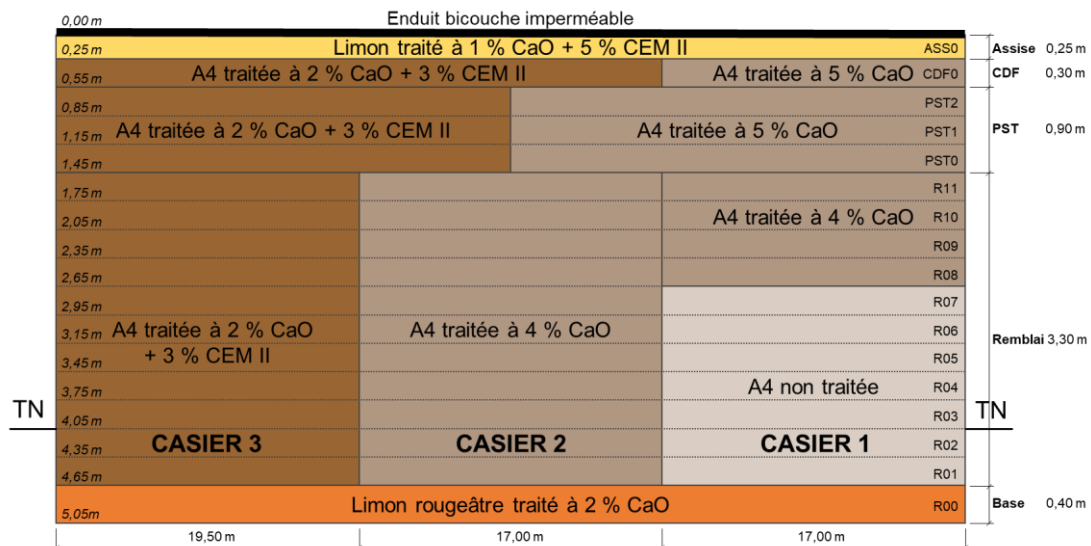 0,00 m
Enduit bicouche imperméable
0,25 m
Limon traité à 1 % CaO + 5 % CEM II
ASS0
Assise 0,25 m
0,55 m
A4 traitée à 2 % CaO + 3 % CEM II
A4 traitée à 5 % CaO
CDF0
CDF 0,30 m
0,85 m
PST2
1,15 m
A4 traitée à 2 % CaO + 3 % CEM II
A4 traitée à 5 % CaO
PST1
PST 0,90 m
1,45 m
PST0
1,75 m
R11
2,05 m
A4 traitée à 4 % CaO
R10
2,35 m
R09
2,65 m
R08
2,95 m
R07
3,15 m
A4 traitée à 2 % CaO
+ 3 % CEM II
A4 traitée à 4 % CaO
R06
Remblai 3,30 m
3,45 m
R05
3,75 m
A4 non traitée
R04
TN
4,05 m
R03
TN
4,35 m
CASIER 3
CASIER 2
CASIER 1
R02
4,65 m
R01
5,05m
Limon rougeâtre traité à 2 % CaO
R00
Base 0,40 m
19,50 m
17,00 m
17,00 m